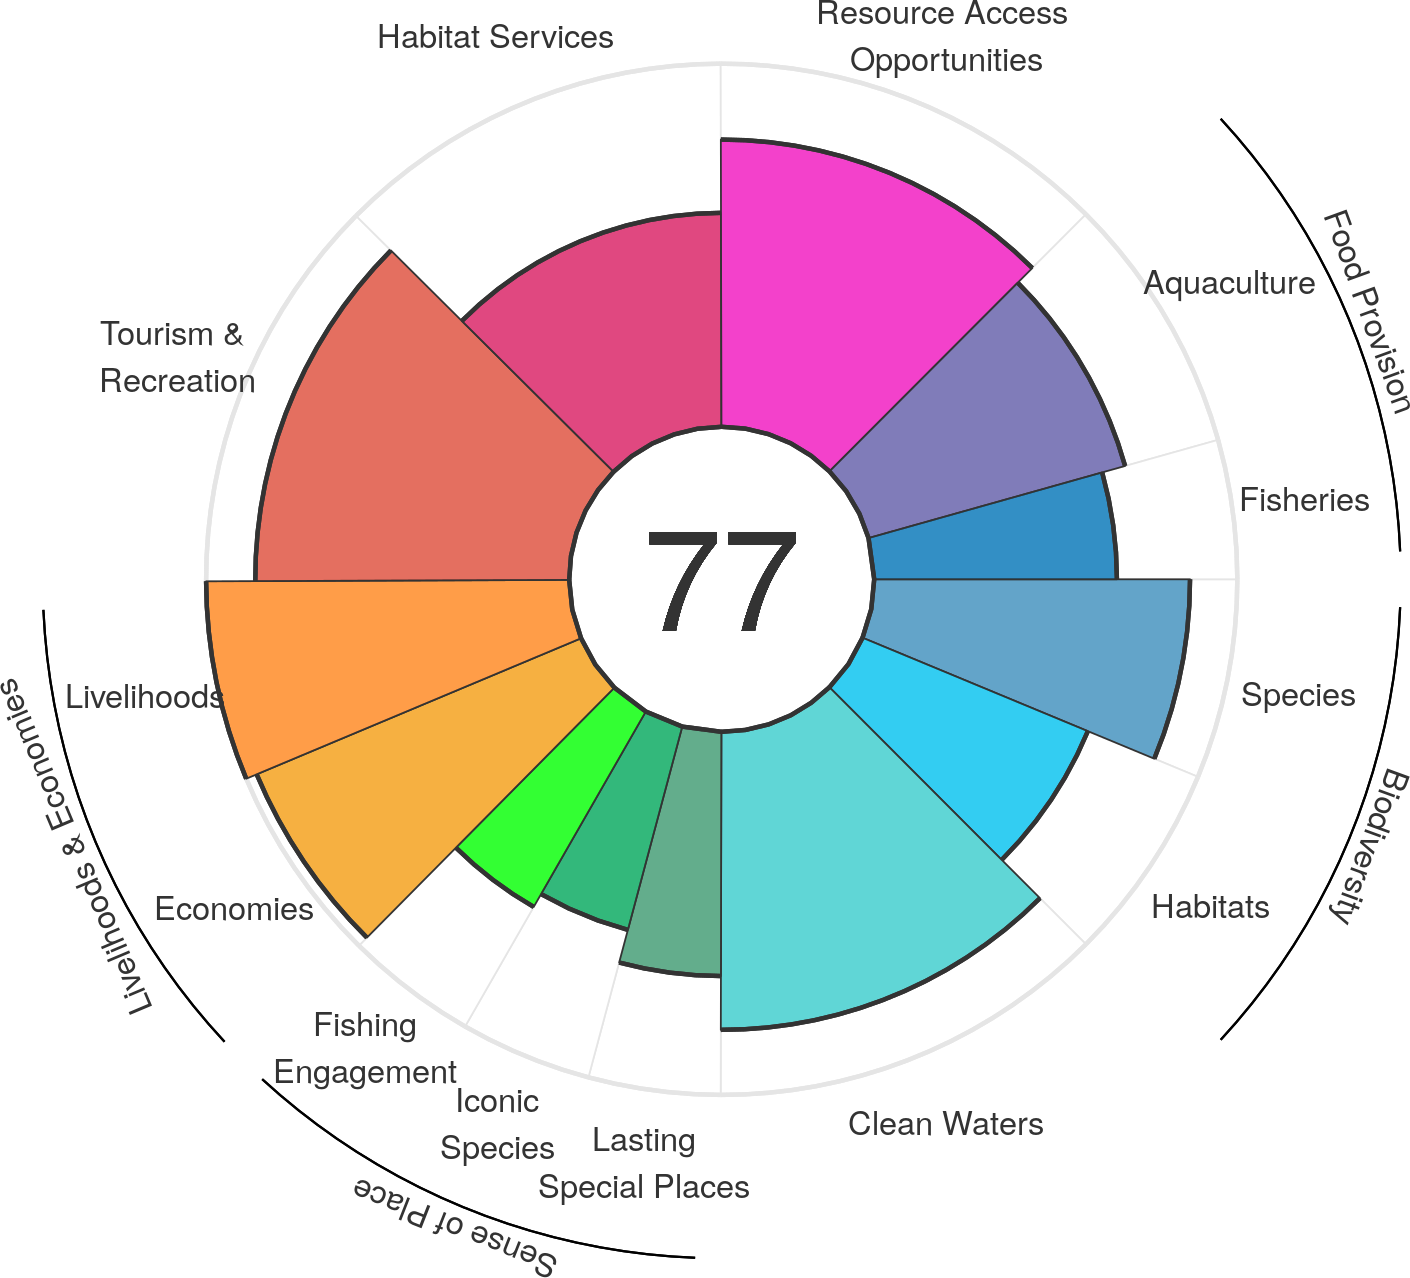 Resource Access
Opportunities
Habitat Services
Food Provision
Aquaculture
Tourism &
Recreation
Fisheries
77
Livelihoods
Species
Livelihoods & Economies
Biodiversity
Economies
Habitats
Fishing
Engagement
Iconic
Species
Lasting
Special Places
Clean Waters
Sense of Place